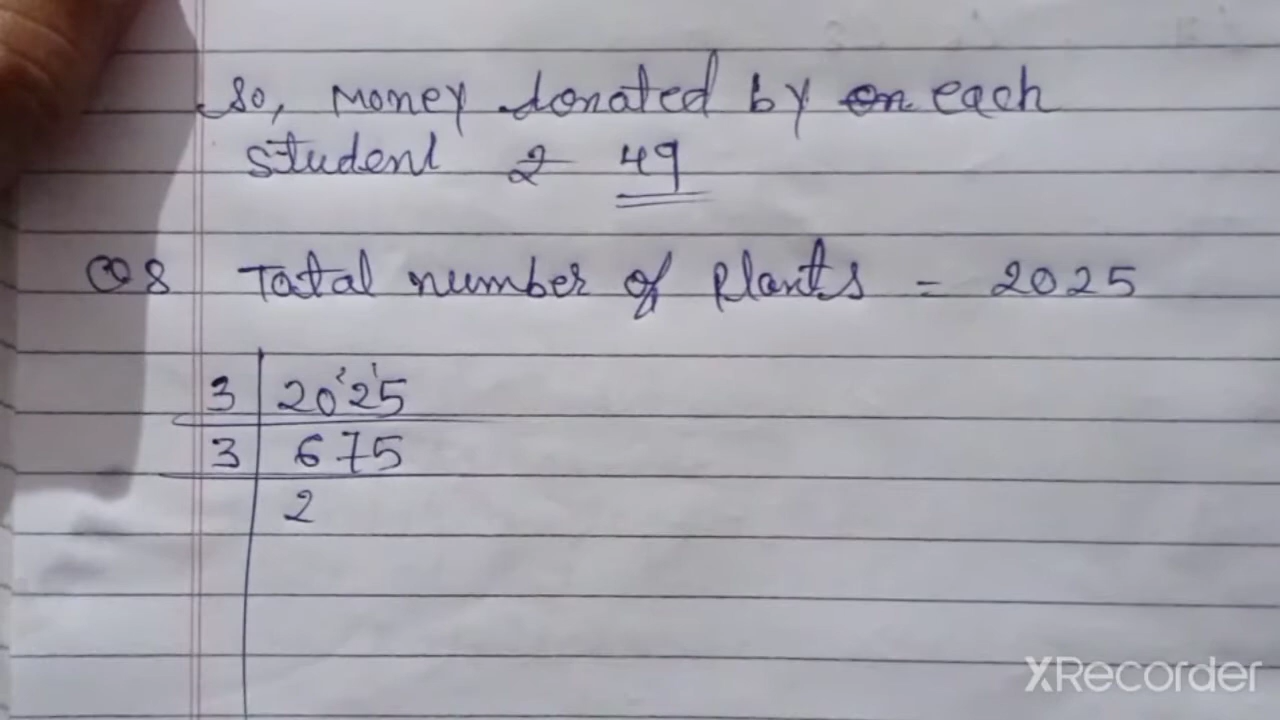 So, Money donated by on each
student = 49
Q8 Total number of Plants = 2025
3 | 2025
3 | 675
2
XRecorder